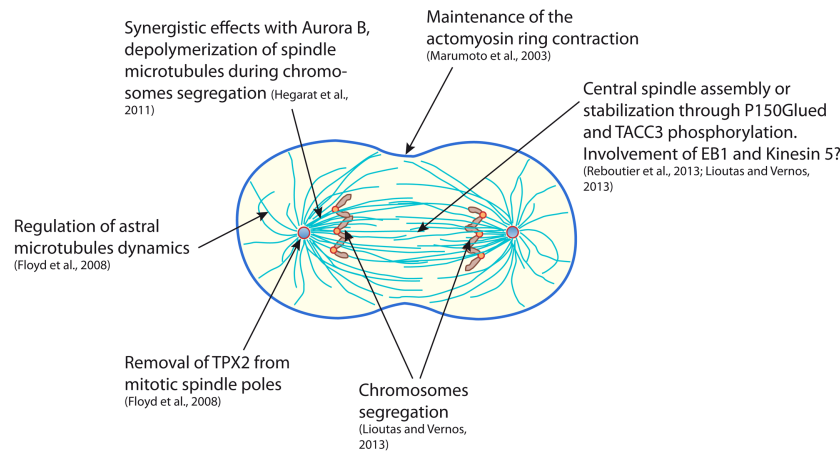 Synergistic effects with Aurora B,
depolymerization of spindle
microtubules during chromo-
somes segregation (Hegarat et al.,
2011)
Maintenance of the
actomyosin ring contraction
(Marumoto et al., 2003)
Central spindle assembly or
stabilization through P150Glued
and TACC3 phosphorylation.
Involvement of EB1 and Kinesin 5?
(Reboutier et al., 2013; Lioutas and Vernos,
2013)
Regulation of astral
microtubules dynamics
(Floyd et al., 2008)
Removal of TPX2 from
mitotic spindle poles
(Floyd et al., 2008)
Chromosomes
segregation
(Lioutas and Vernos,
2013)